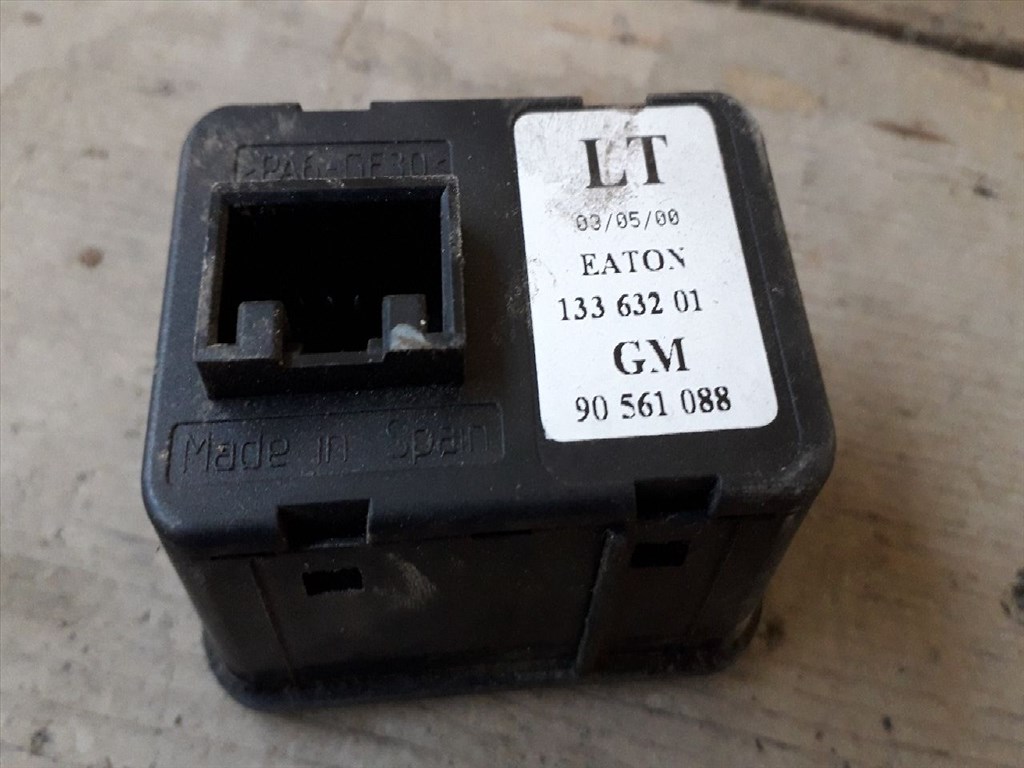 >PA6-GF30<
LT
03/05/00
EATON
133 632 01
GM
90 561 088
Made in Spain